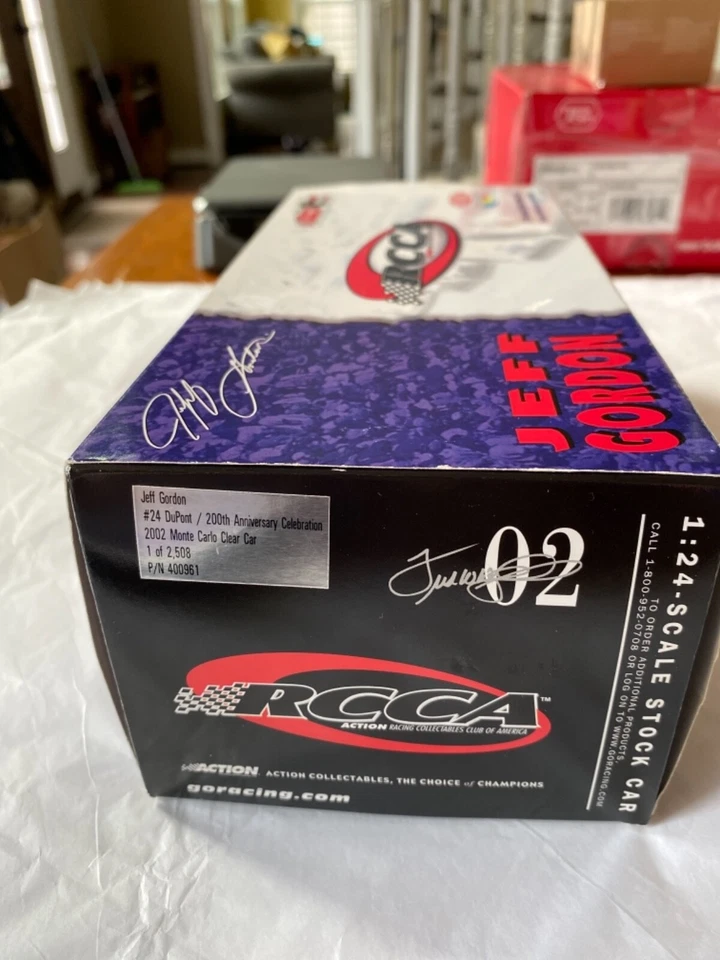 RCCA
JEFF
GORDON
Jeff Gordon
Jeff Gordon
#24 DuPont / 200th Anniversary Celebration
2002 Monte Carlo Clear Car
1 of 2,508
P/N 400961
02
RCCA™
ACTION RACING COLLECTABLES CLUB OF AMERICA
ACTION ACTION COLLECTABLES, THE CHOICE of CHAMPIONS
goracing.com
1:24-SCALE STOCK CAR
TO ORDER ADDITIONAL PRODUCTS,
CALL 1-800-952-0708 OR LOG ON TO WWW.GORACING.COM